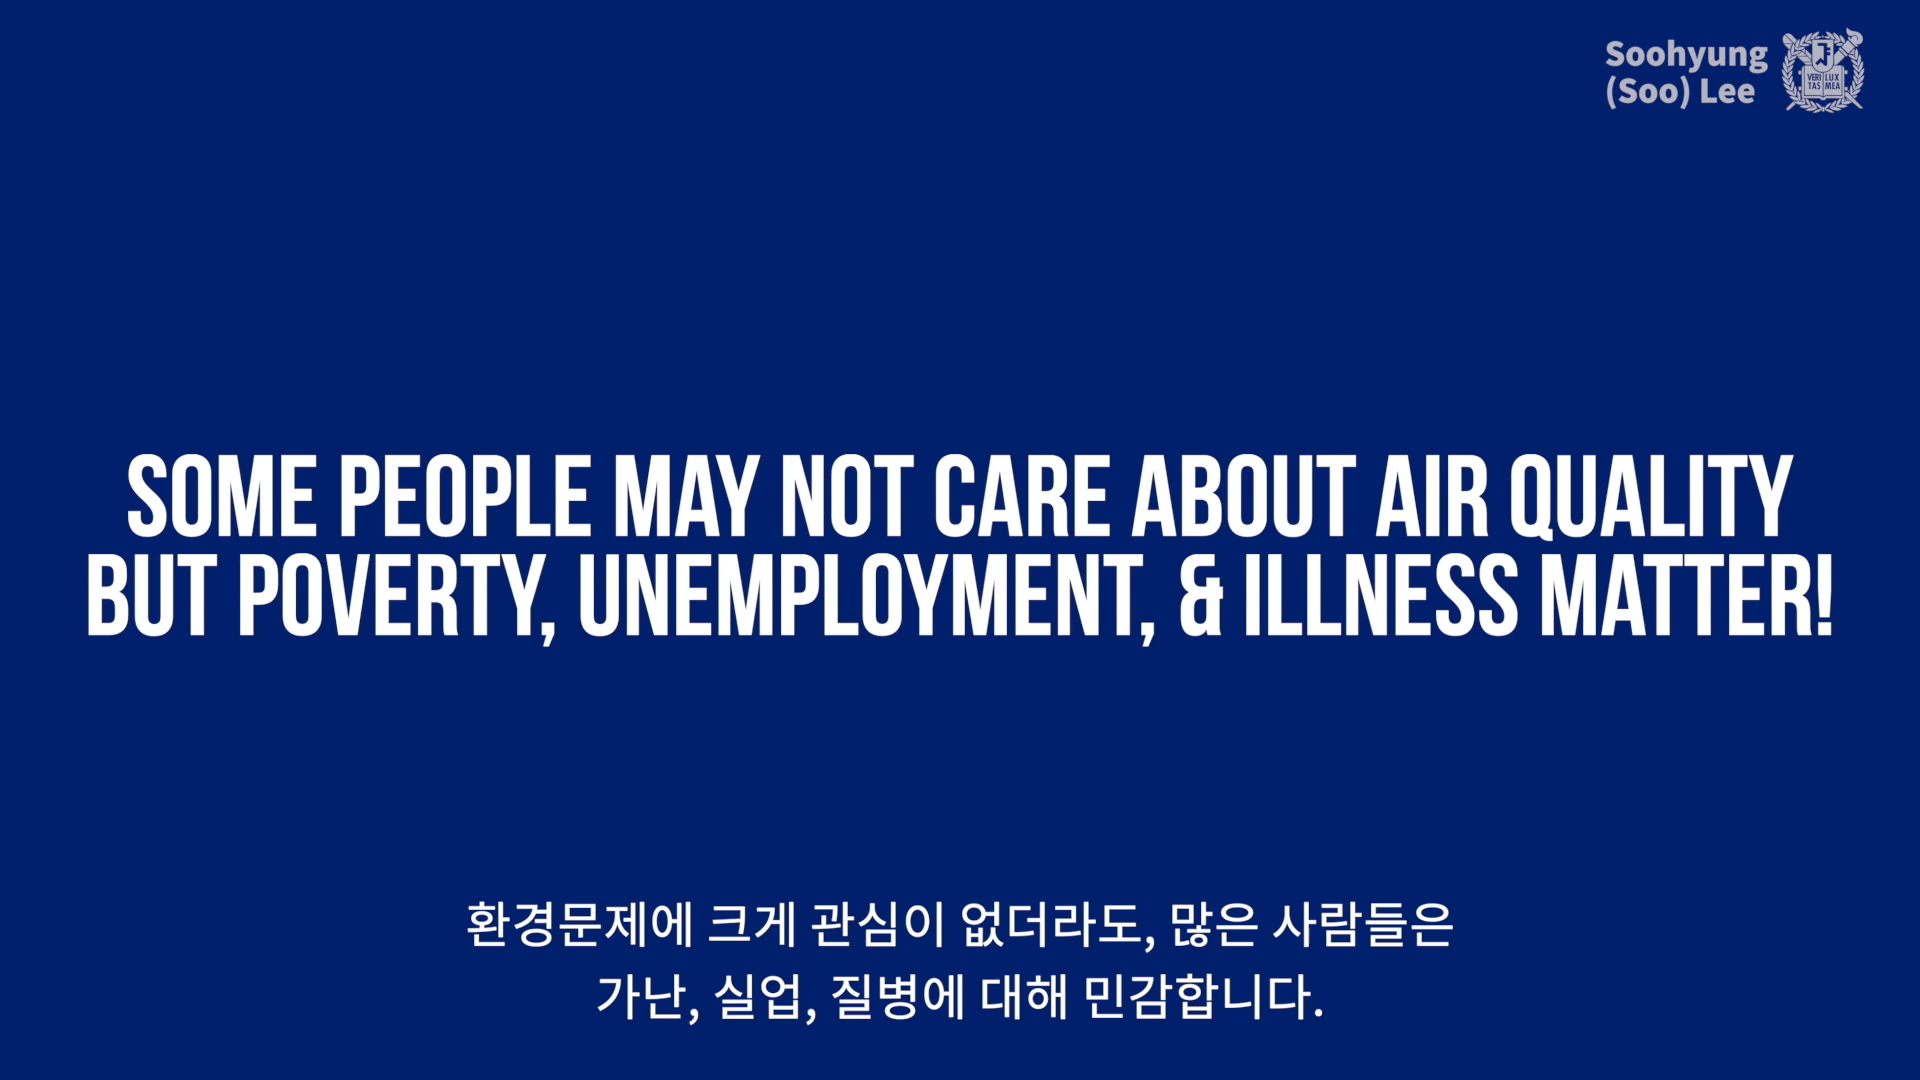 Soohyung
(Soo) Lee
VERI LUX
TAS MEA
SOME PEOPLE MAY NOT CARE ABOUT AIR QUALITY
BUT POVERTY, UNEMPLOYMENT, & ILLNESS MATTER!
환경문제에 크게 관심이 없더라도, 많은 사람들은
가난, 실업, 질병에 대해 민감합니다.